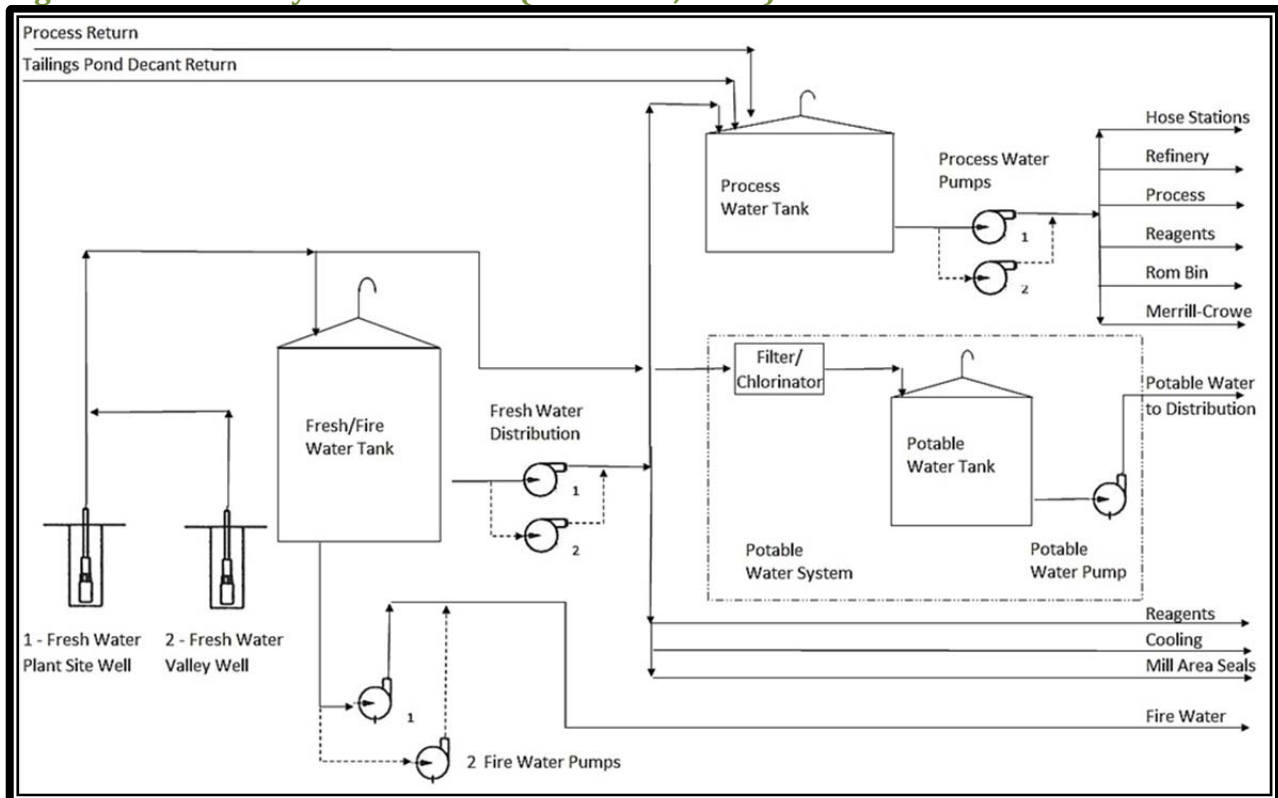 Process Return
Tailings Pond Decant Return
Hose Stations
Process Water
Pumps
Refinery
Process
Water Tank
Process
1
Reagents
2
Rom Bin
Merrill-Crowe
Filter/
Chlorinator
Potable Water
to Distribution
Fresh Water
Distribution
Fresh/Fire
Water Tank
Potable
Water Tank
1
2
Potable
Water System
Potable
Water Pump
1 - Fresh Water
Plant Site Well
2 - Fresh Water
Valley Well
Reagents
Cooling
Mill Area Seals
1
Fire Water
2 Fire Water Pumps